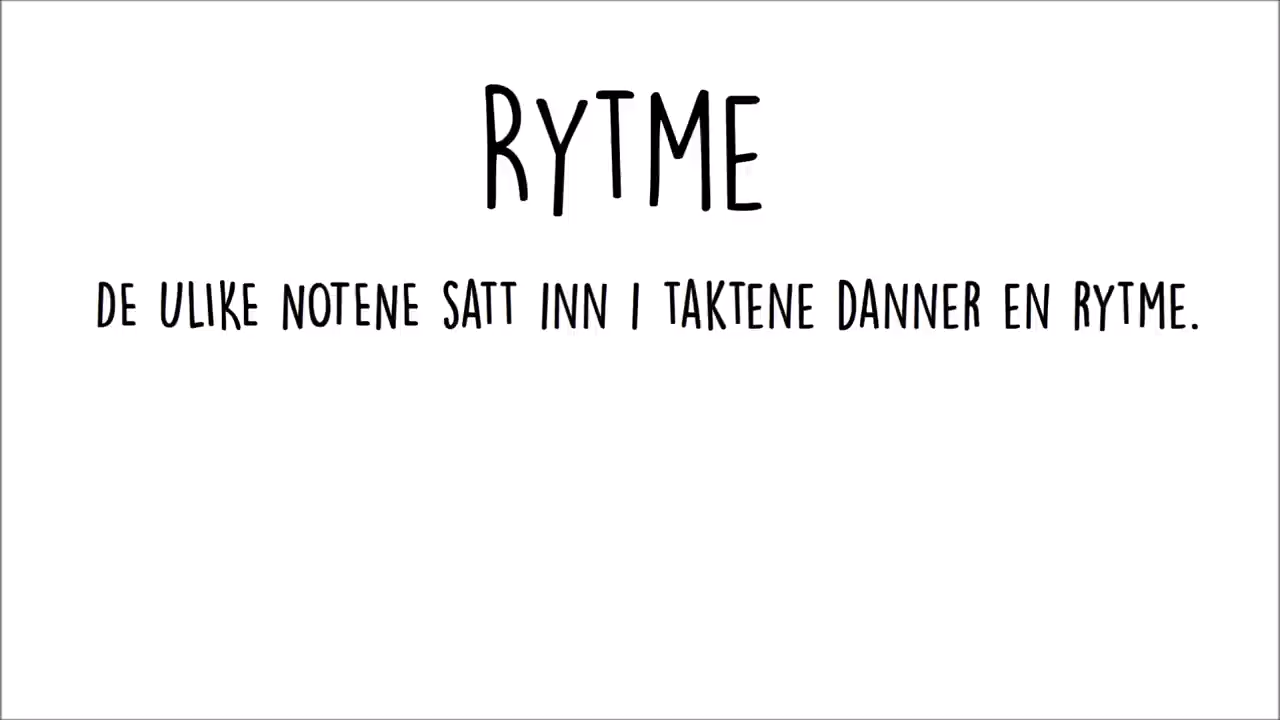 RYTME
DE ULIKE NOTENE SATT INN I TAKTENE DANNER EN RYTME.